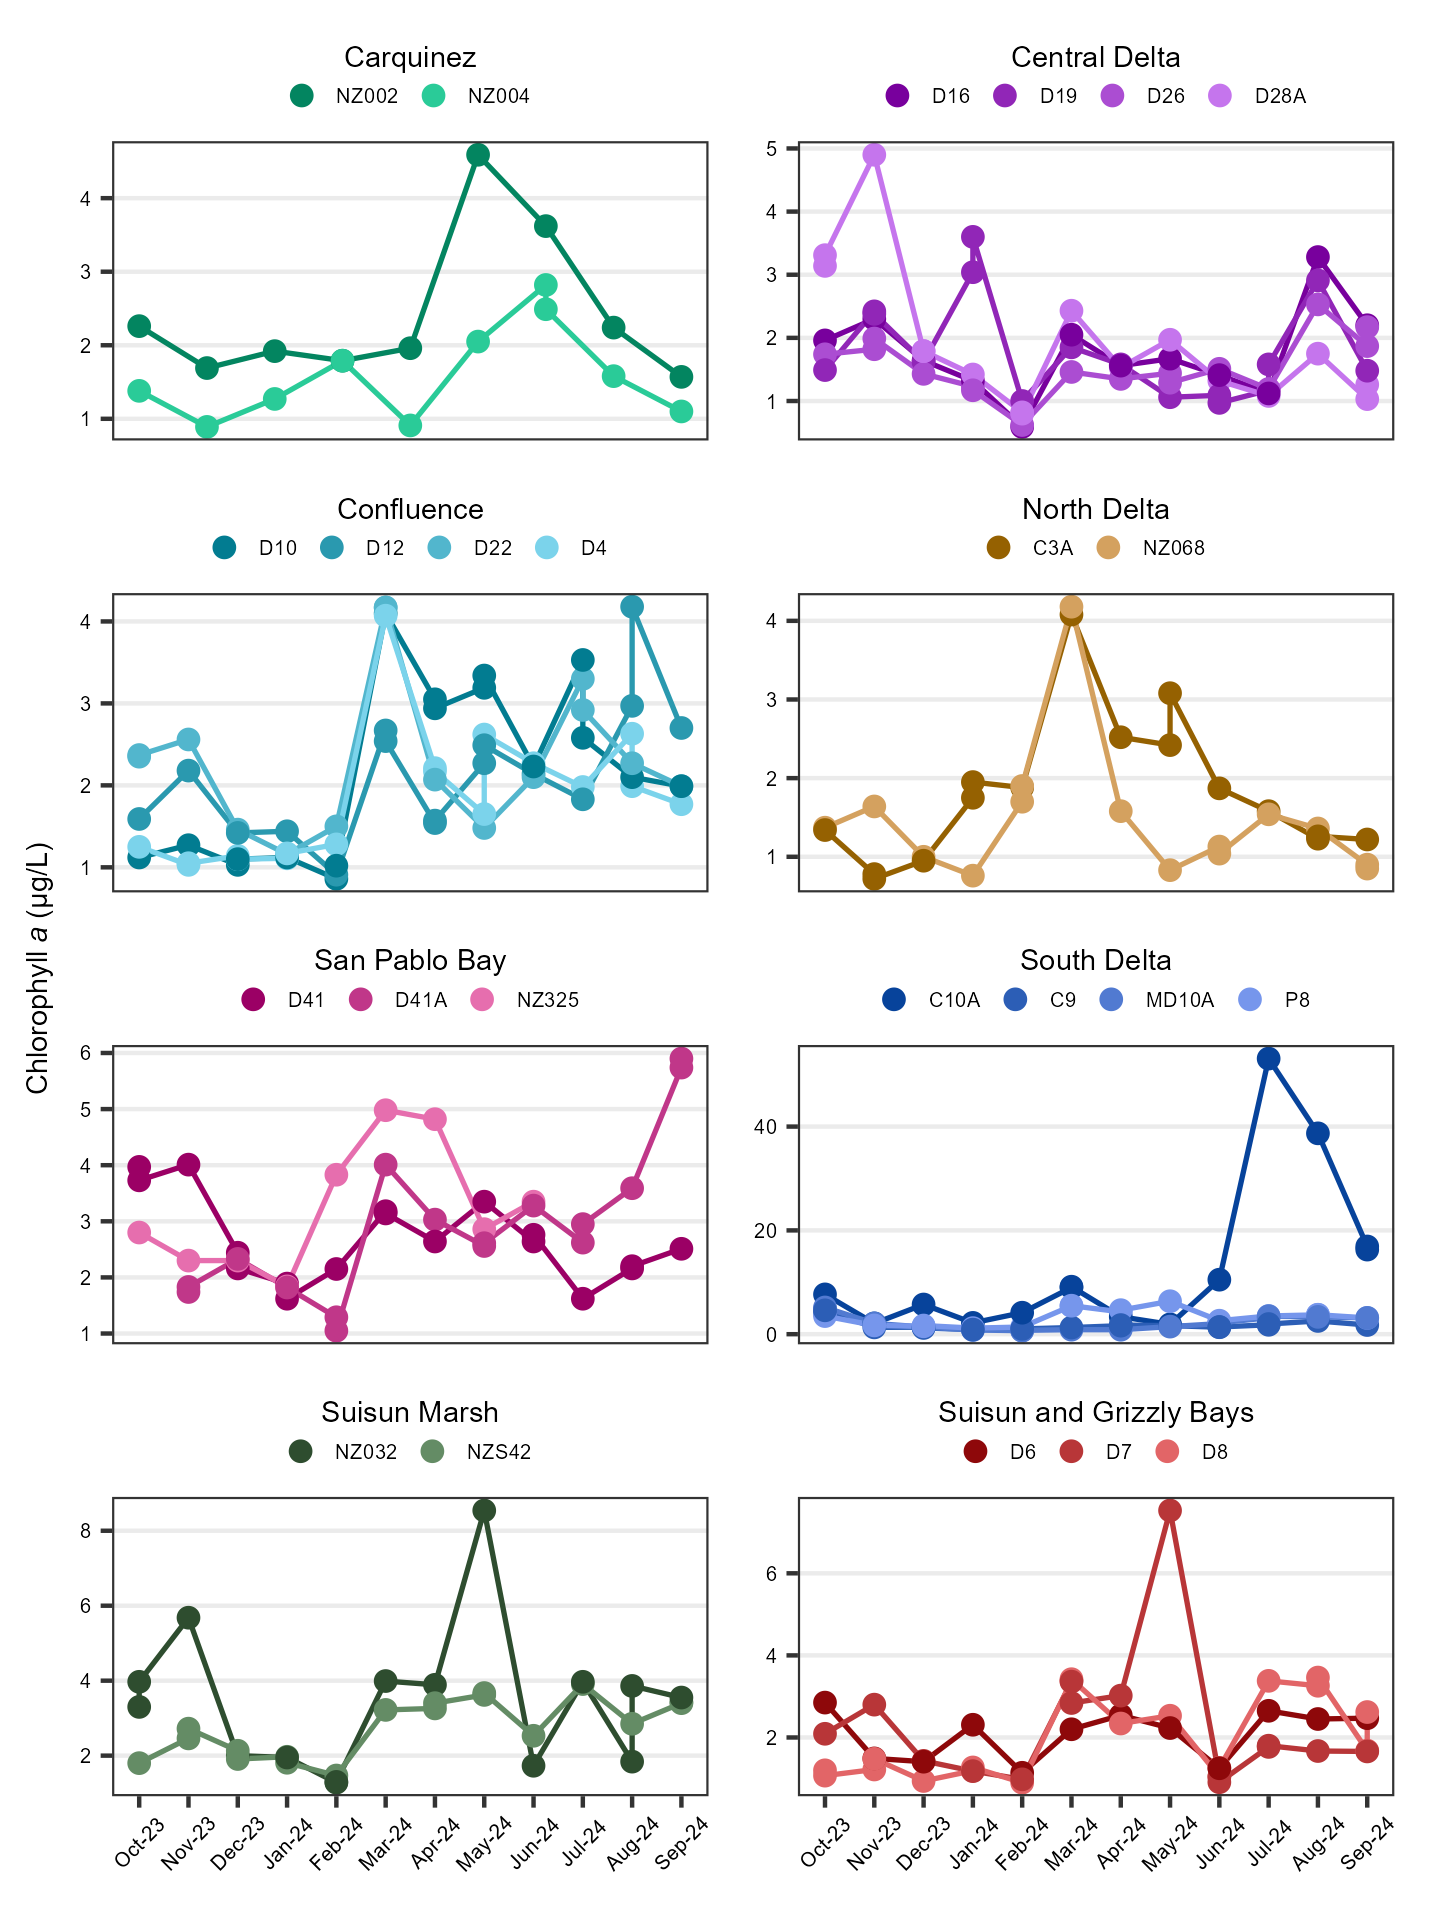 Carquinez
NZ002 NZ004
4
3
2
1
Central Delta
D16 D19 D26 D28A
5
4
3
2
1
Confluence
D10 D12 D22 D4
4
3
2
1
North Delta
C3A NZ068
4
3
2
1
Chlorophyll a (μg/L)
San Pablo Bay
D41 D41A NZ325
6
5
4
3
2
1
South Delta
C10A C9 MD10A P8
40
20
0
Suisun Marsh
NZ032 NZS42
8
6
4
2
Oct-23 Nov-23 Dec-23 Jan-24 Feb-24 Mar-24 Apr-24 May-24 Jun-24 Jul-24 Aug-24 Sep-24
Suisun and Grizzly Bays
D6 D7 D8
6
4
2
Oct-23 Nov-23 Dec-23 Jan-24 Feb-24 Mar-24 Apr-24 May-24 Jun-24 Jul-24 Aug-24 Sep-24